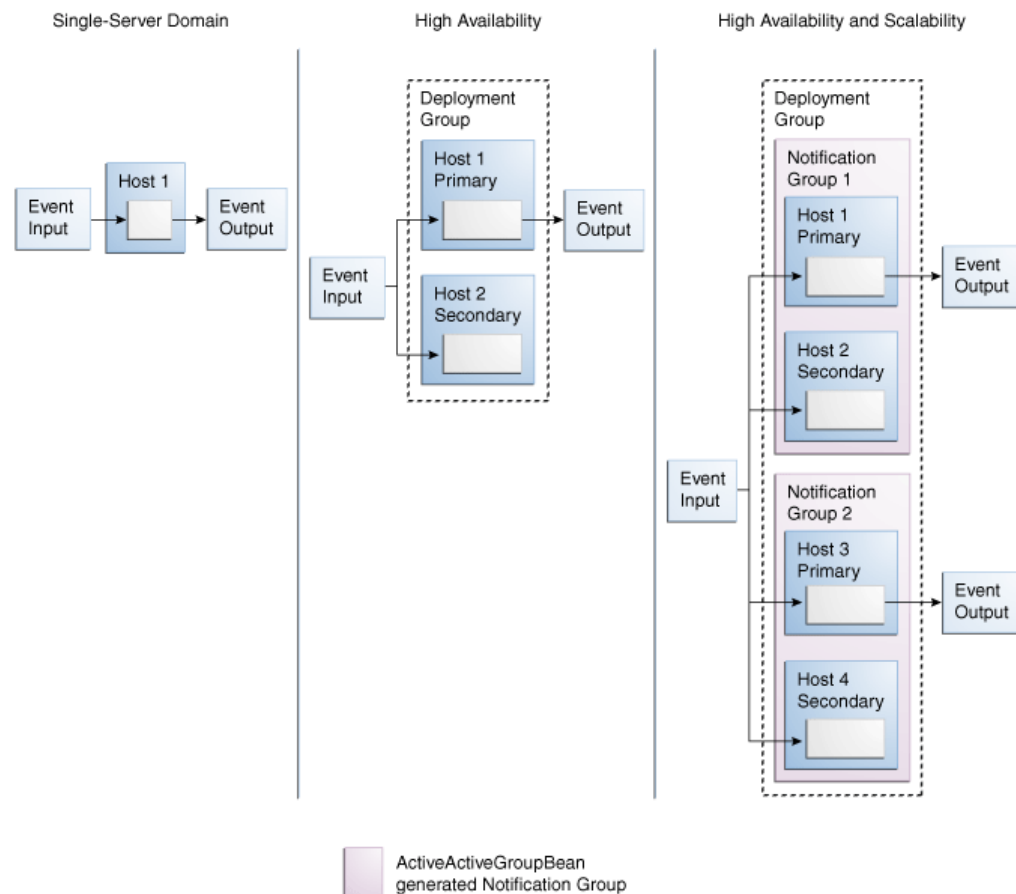 Single-Server Domain
High Availability
High Availability and Scalability
Host 1
Event
Input
Event
Output
Deployment
Group
Host 1
Primary
Event
Output
Event
Input
Host 2
Secondary
Deployment
Group
Notification
Group 1
Host 1
Primary
Event
Output
Host 2
Secondary
Event
Input
Notification
Group 2
Host 3
Primary
Event
Output
Host 4
Secondary
ActiveActiveGroupBean
generated Notification Group